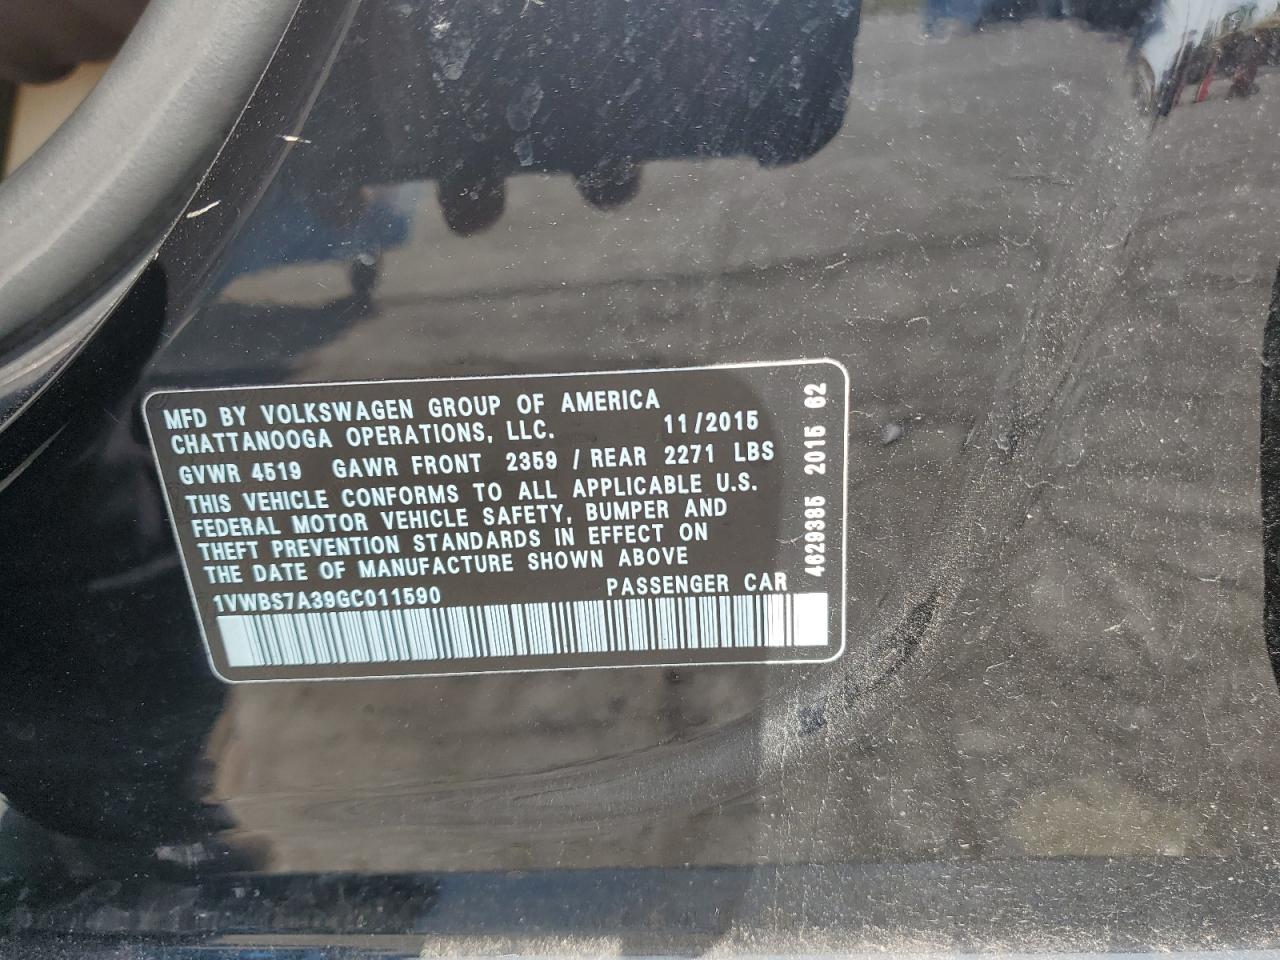 MFD BY VOLKSWAGEN GROUP OF AMERICA
CHATTANOOGA OPERATIONS, LLC. 11/2015
GVWR 4519 GAWR FRONT 2359 / REAR 2271 LBS
THIS VEHICLE CONFORMS TO ALL APPLICABLE U.S.
FEDERAL MOTOR VEHICLE SAFETY, BUMPER AND
THEFT PREVENTION STANDARDS IN EFFECT ON
THE DATE OF MANUFACTURE SHOWN ABOVE
1VWBS7A39GC011590 PASSENGER CAR
4629385 2015 62